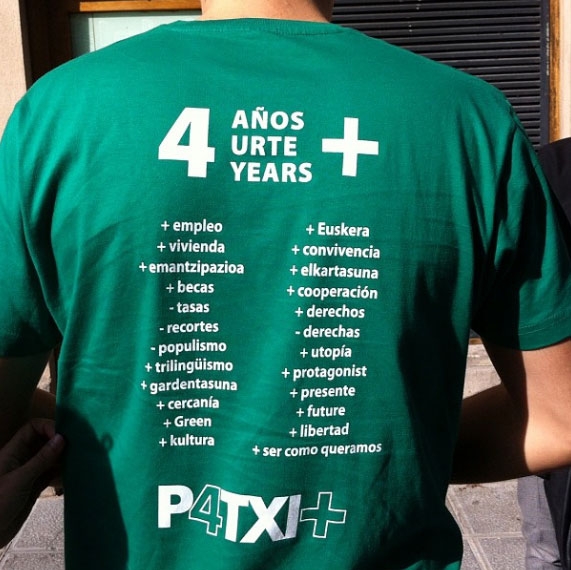 4 AÑOS +
URTE
YEARS
+ empleo
+ vivienda
+ emantzipazioa
+ becas
- tasas
- recortes
- populismo
+ trilingüismo
+ gardentasuna
+ cercanía
+ Green
+ kultura
+ Euskera
+ convivencia
+ elkartasuna
+ cooperación
+ derechos
- derechas
+ utopía
+ protagonist
+ presente
+ future
+ libertad
+ ser como queramos
P4TXI+